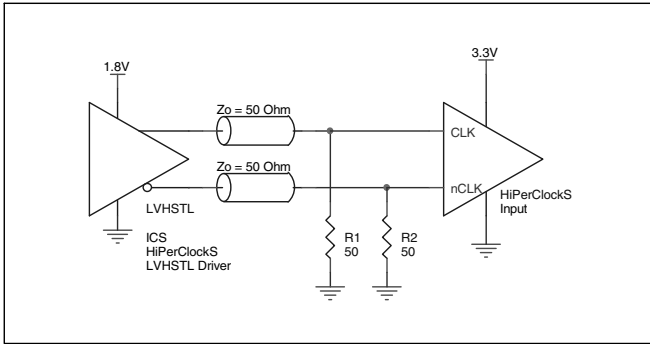 1.8V
3.3V
Zo = 50 Ohm
CLK
Zo = 50 Ohm
nCLK
HiPerClockS
Input
LVHSTL
ICS
HiPerClockS
LVHSTL Driver
R1
50
R2
50